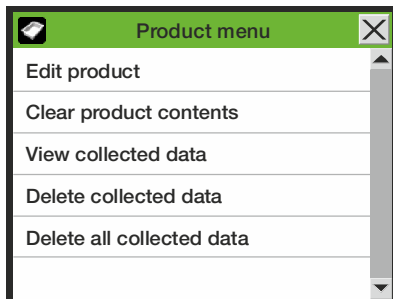 Product menu
Edit product
Clear product contents
View collected data
Delete collected data
Delete all collected data